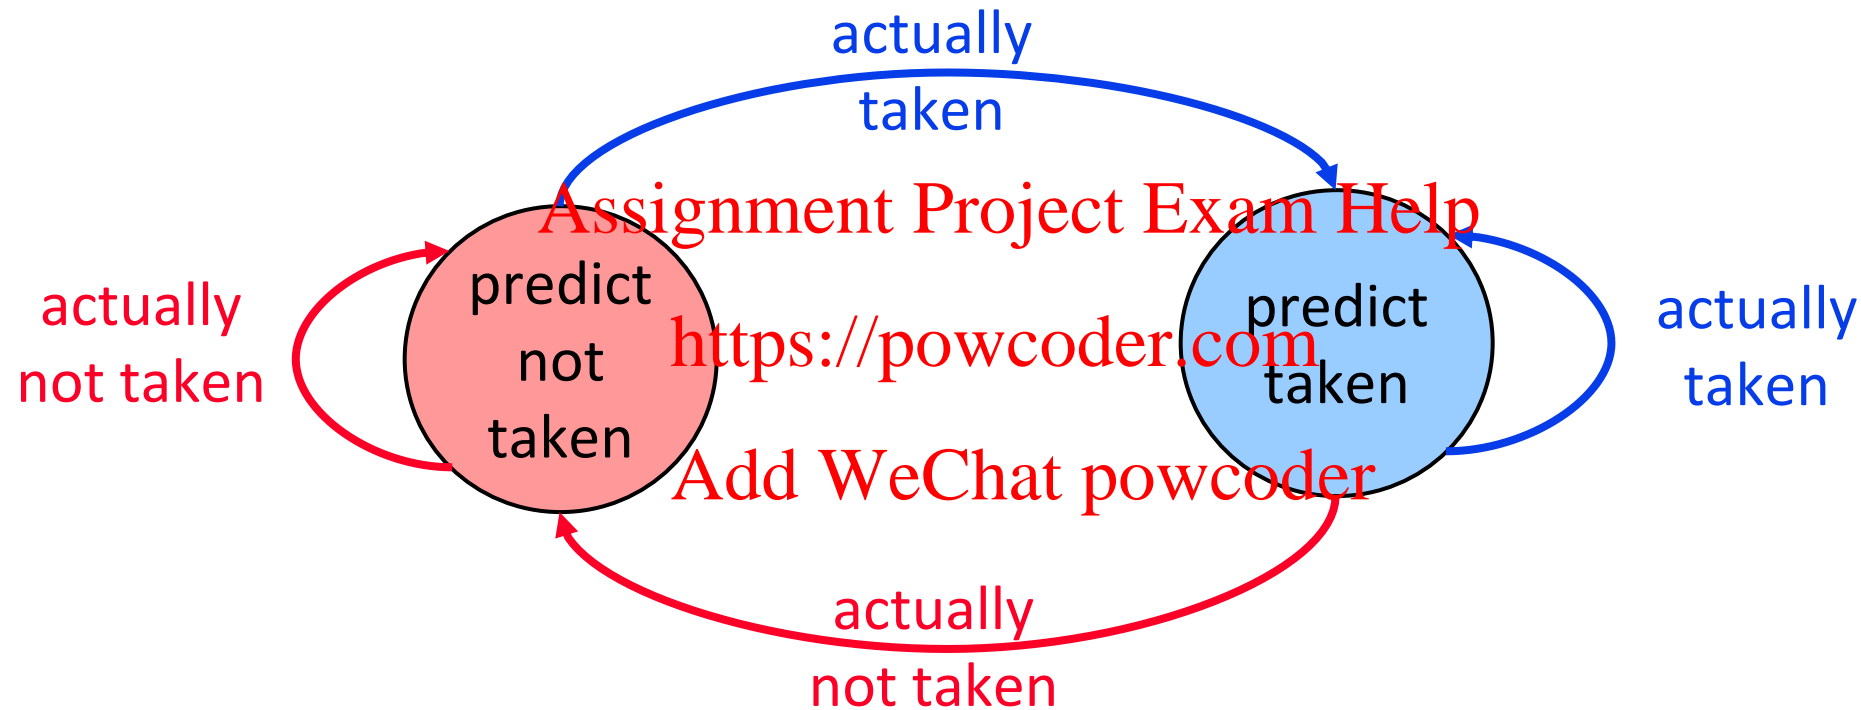 actually
taken
Assignment Project Exam Help
actually
not taken
predict
not
taken
https://powcoder.com
predict
taken
actually
taken
Add WeChat powcoder
actually
not taken